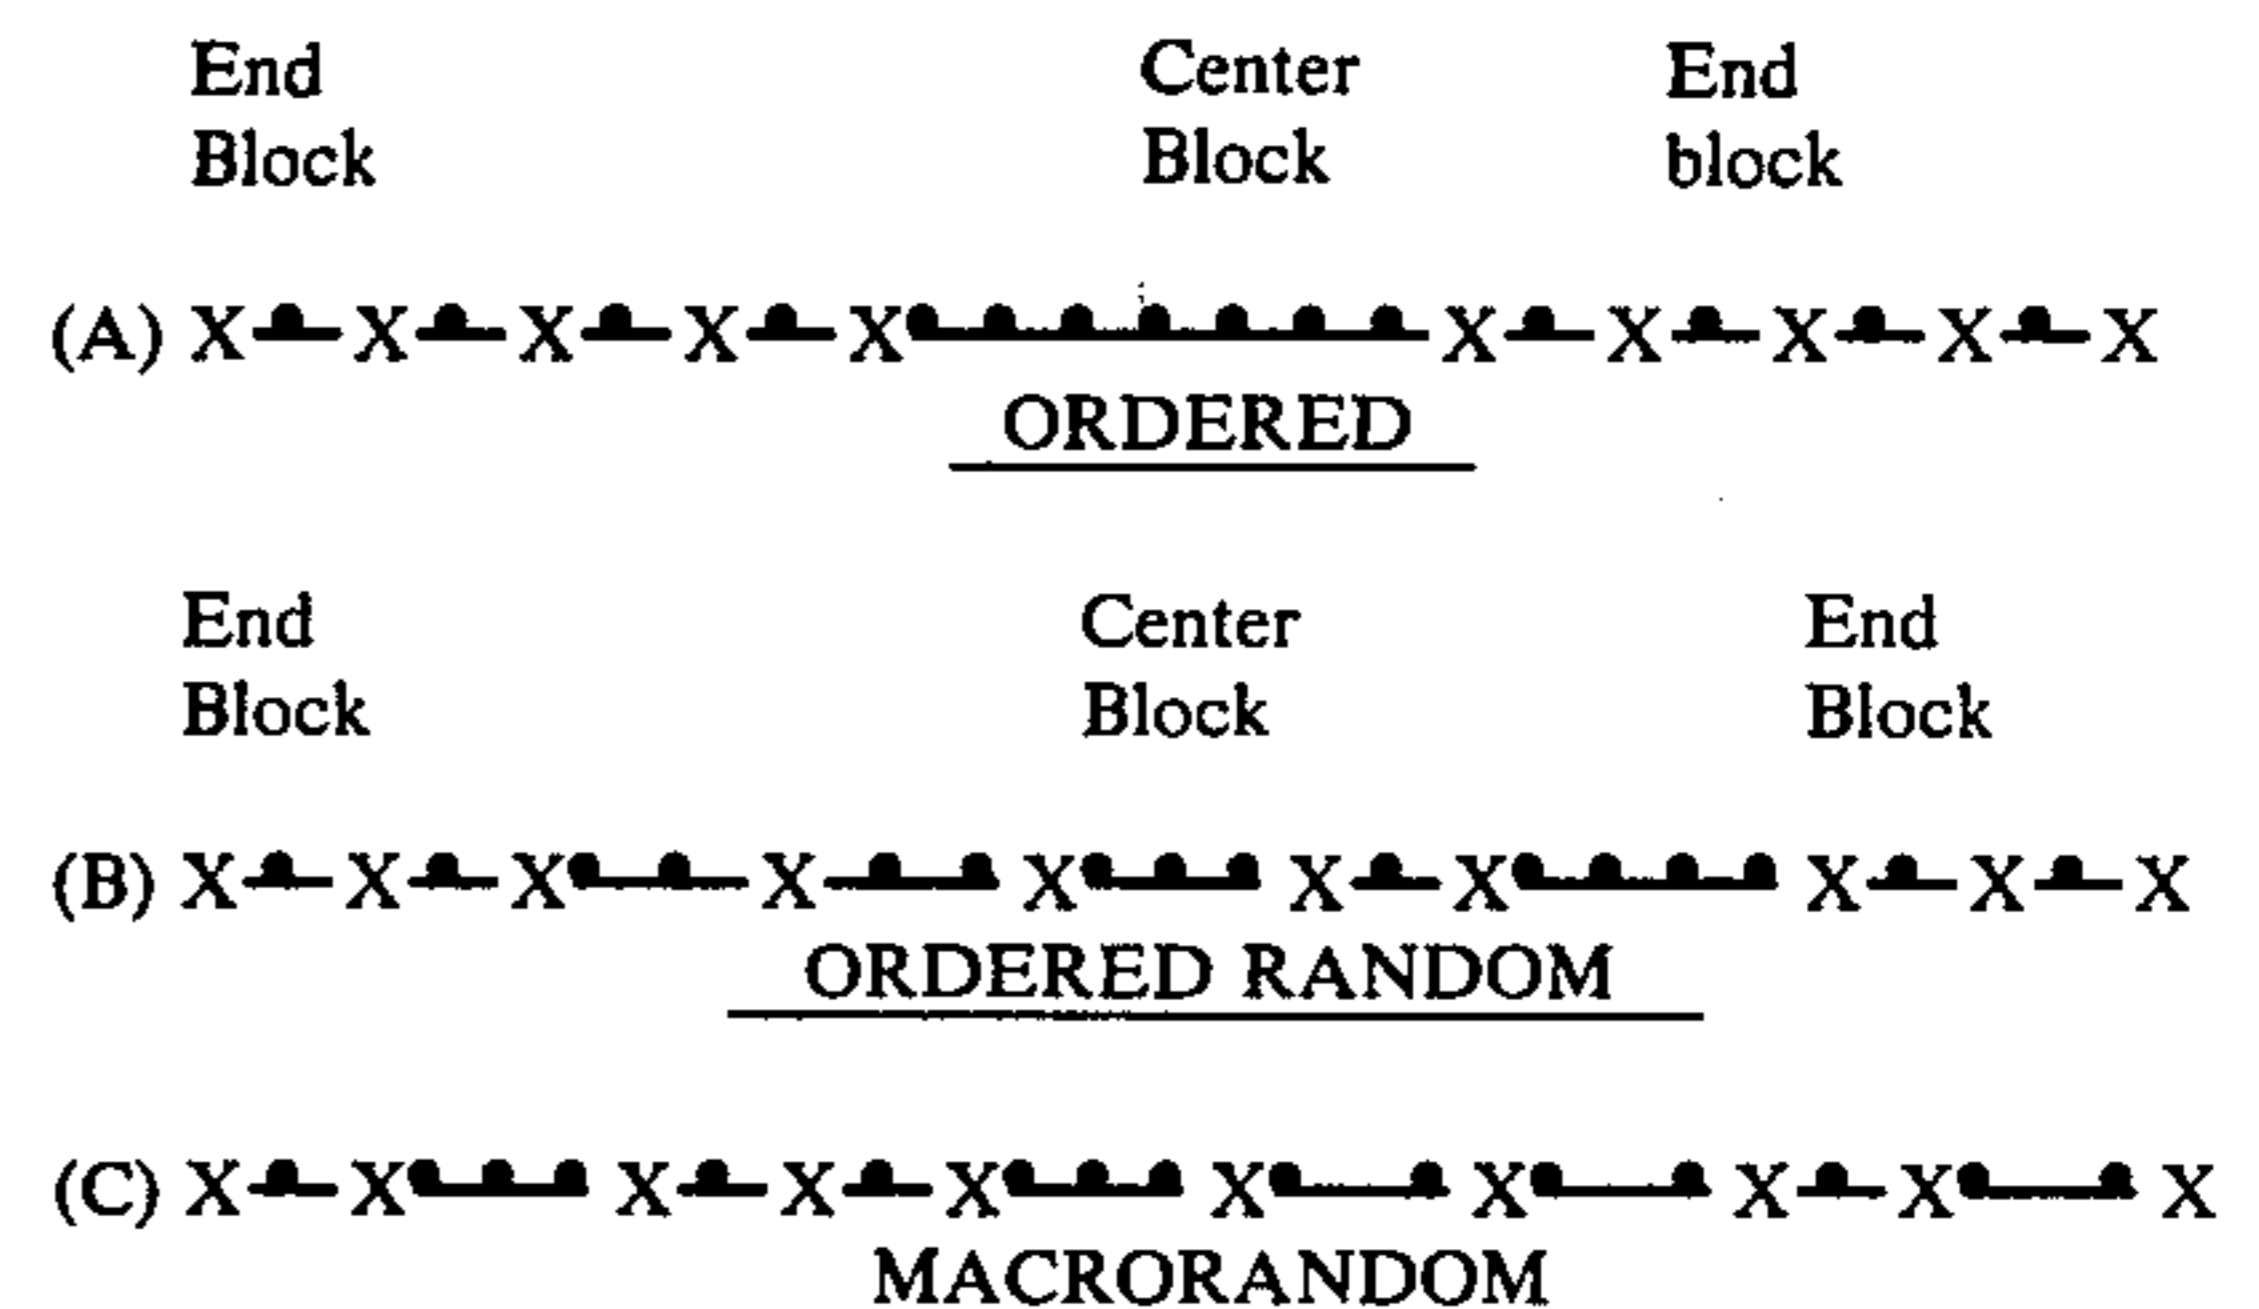 End Center End
Block Block block
(A) X X X X X X X X X X
ORDERED
End Center End
Block Block Block
(B) X X X X X X X X X X
ORDERED RANDOM
(C) X X X X X X X X X X
MACRORANDOM